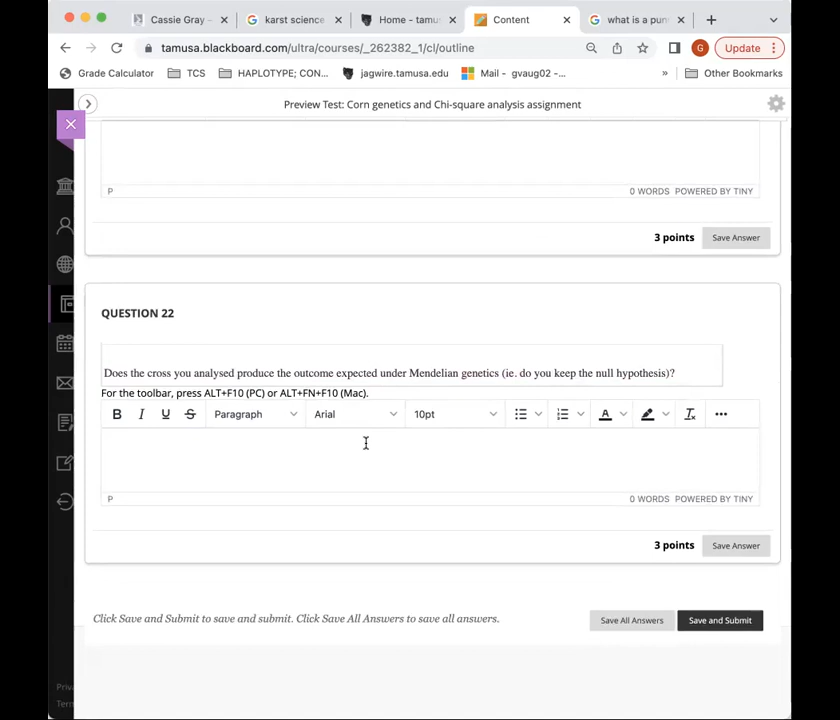 Cassie Gray -
karst science
Home - tamus
Content
what is a pun
tamusa.blackboard.com/ultra/courses/_262382_1/cl/outline
G
Update
Grade Calculator
TCS
HAPLOTYPE; CON...
jagwire.tamusa.edu
Mail - gvaug02 -...
»
Other Bookmarks
Preview Test: Corn genetics and Chi-square analysis assignment
P
0 WORDS POWERED BY TINY
3 points
Save Answer
QUESTION 22
Does the cross you analysed produce the outcome expected under Mendelian genetics (ie. do you keep the null hypothesis)?
For the toolbar, press ALT+F10 (PC) or ALT+FN+F10 (Mac).
B I U S Paragraph Arial 10pt A
P
0 WORDS POWERED BY TINY
3 points
Save Answer
Click Save and Submit to save and submit. Click Save All Answers to save all answers.
Save All Answers
Save and Submit
Priva
Term